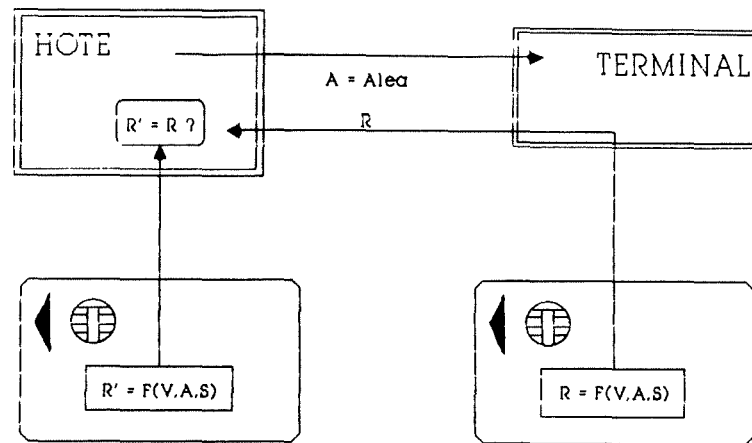 HOTE
TERMINAL
A = Alea
R' = R ?
R
R' = F(V,A,S)
R = F(V,A,S)